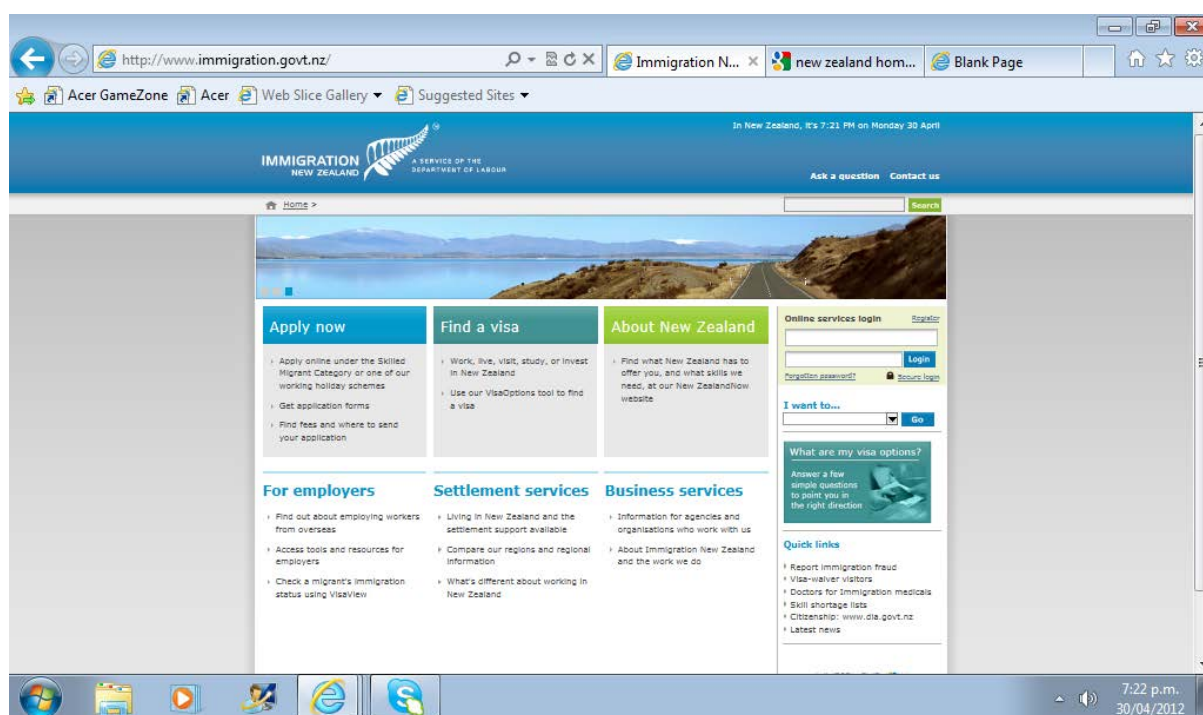 http://www.immigration.govt.nz/
Immigration N...
new zealand hom...
Blank Page
Acer GameZone
Acer
Web Slice Gallery
Suggested Sites
In New Zealand, it's 7:21 PM on Monday 30 April
IMMIGRATION
NEW ZEALAND
A SERVICE OF THE
DEPARTMENT OF LABOUR
Ask a question Contact us
Home >
Search
Apply now
Apply online under the Skilled
Migrant Category or one of our
working holiday schemes
Get application forms
Find fees and where to send
your application
Find a visa
Work, live, visit, study, or invest
in New Zealand
Use our VisaOptions tool to find
a visa
About New Zealand
Find what New Zealand has to
offer you, and what skills we
need, at our New ZealandNow
website
Online services login Register
Login
Forgotten password? Secure login
I want to...
Go
What are my visa options?
Answer a few
simple questions
to point you in
the right direction
For employers
Find out about employing workers
from overseas
Access tools and resources for
employers
Check a migrant's immigration
status using VisaView
Settlement services
Living in New Zealand and the
settlement support available
Compare our regions and regional
information
What's different about working in
New Zealand
Business services
Information for agencies and
organisations who work with us
About Immigration New Zealand
and the work we do
Quick links
Report immigration fraud
Visa-waiver visitors
Doctors for immigration medicals
Skill shortage lists
Citizenship: www.dia.govt.nz
Latest news
7:22 p.m.
30/04/2012